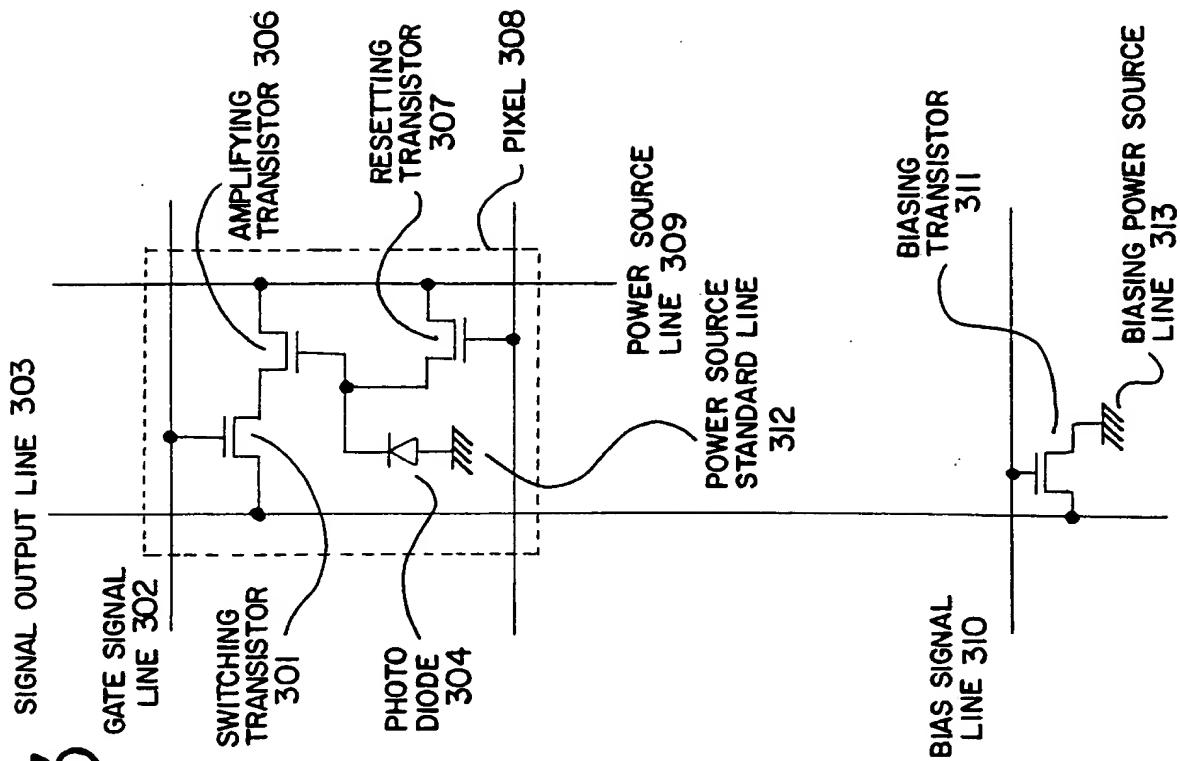 SIGNAL OUTPUT LINE 303
GATE SIGNAL
LINE 302
SWITCHING
TRANSISTOR
301
PHOTO
DIODE
304
AMPLIFYING
TRANSISTOR 306
RESETTING
TRANSISTOR
307
PIXEL 308
POWER SOURCE
LINE 309
POWER SOURCE
STANDARD LINE
312
BIAS SIGNAL
LINE 310
BIASING
TRANSISTOR
311
BIASING POWER SOURCE
LINE 313